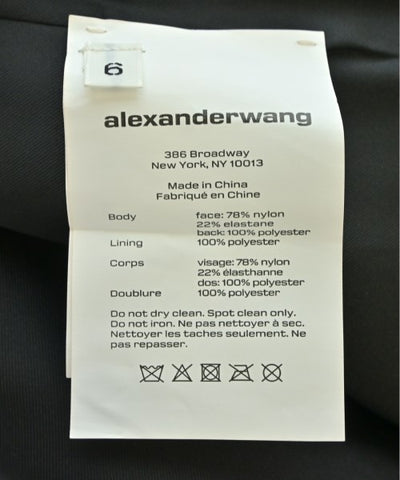 6
alexanderwang
386 Broadway
New York, NY 10013
Made in China
Fabriqué en Chine
Body face: 78% nylon
22% elastane
back: 100% polyester
Lining 100% polyester
Corps visage: 78% nylon
22% élasthanne
dos: 100% polyester
Doublure 100% polyester
Do not dry clean. Spot clean only.
Do not iron. Ne pas nettoyer à sec.
Nettoyer les taches seulement. Ne
pas repasser.